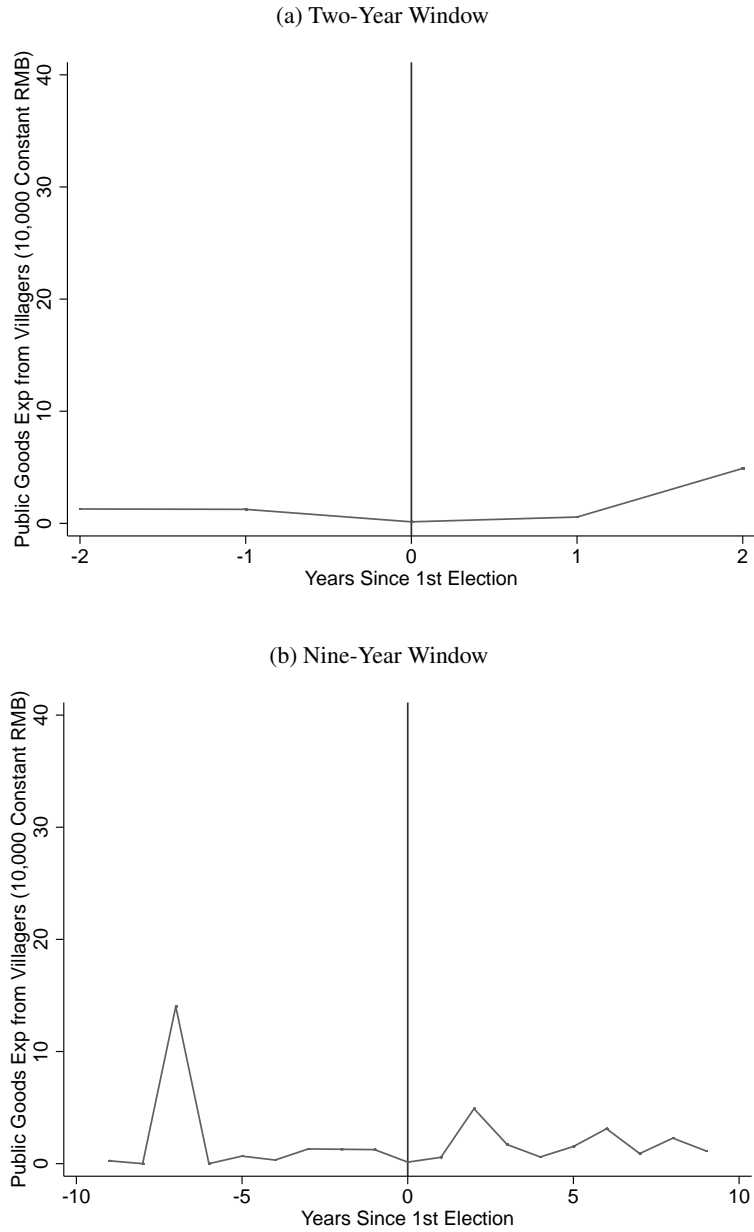 (a) Two-Year Window
Public Goods Exp from Villagers (10,000 Constant RMB)
40
30
20
10
0
-2 -1 0 1 2
Years Since 1st Election
(b) Nine-Year Window
Public Goods Exp from Villagers (10,000 Constant RMB)
40
30
20
10
0
-10 -5 0 5 10
Years Since 1st Election